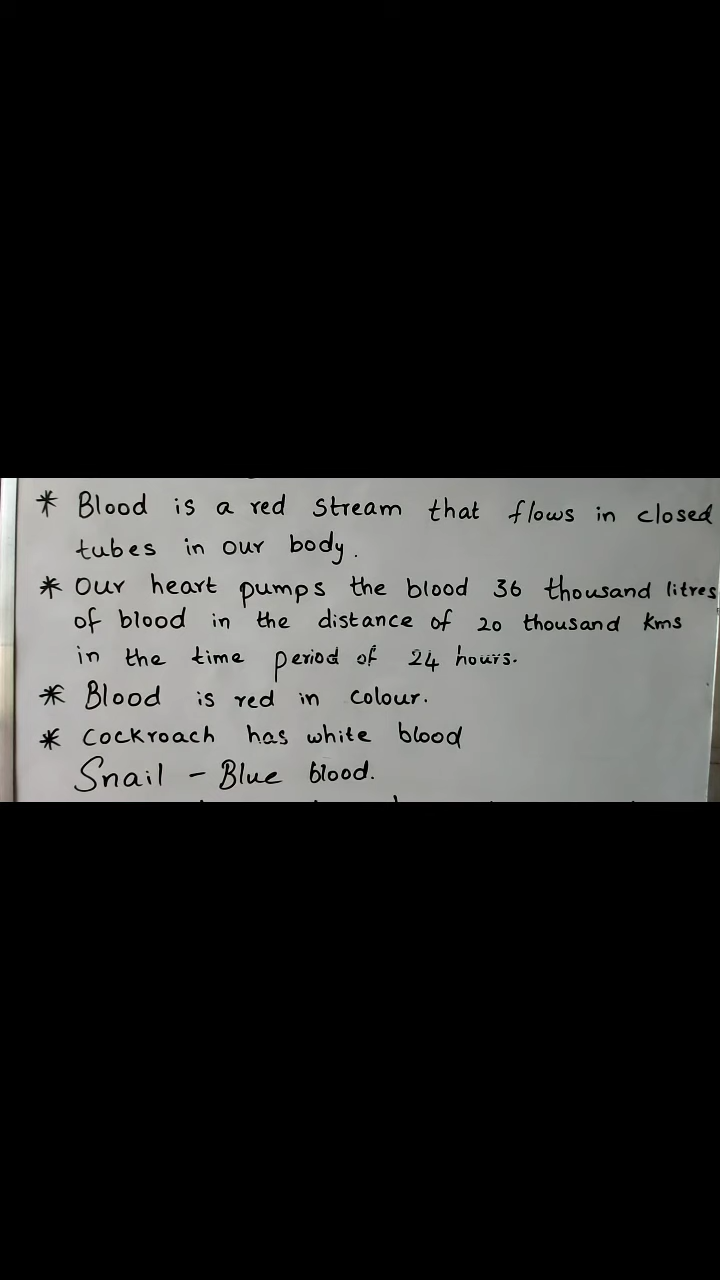 * Blood is a red stream that flows in closed
tubes in our body.
* Our heart pumps the blood 36 thousand litres
of blood in the distance of 20 thousand kms
in the time period of 24 hours.
* Blood is red in colour.
* cockroach has white blood
Snail - Blue blood.